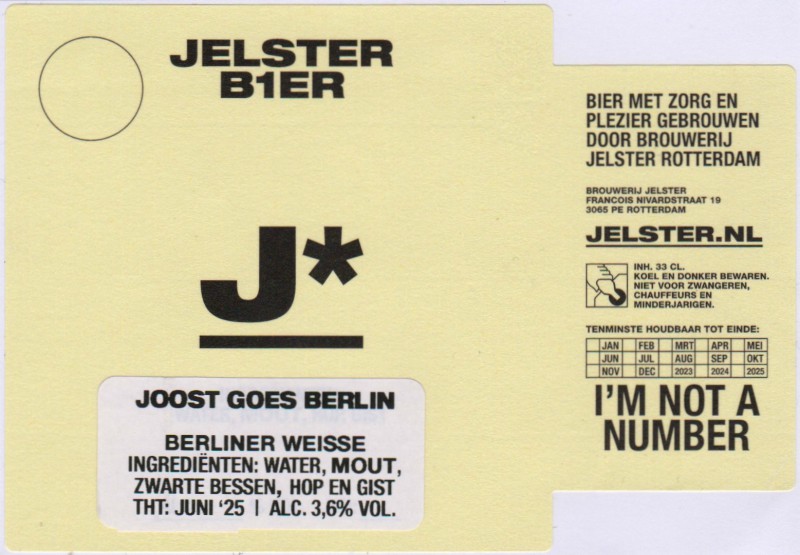 JELSTER
B1ER
J*
JOOST GOES BERLIN
BERLINER WEISSE
INGREDIËNTEN: WATER, MOUT,
ZWARTE BESSEN, HOP EN GIST
THT: JUNI '25 | ALC. 3,6% VOL.
BIER MET ZORG EN
PLEZIER GEBROUWEN
DOOR BROUWERIJ
JELSTER ROTTERDAM
BROUWERIJ JELSTER
FRANCOIS NIVARDSTRAAT 19
3065 PE ROTTERDAM
JELSTER.NL
INH. 33 CL.
KOEL EN DONKER BEWAREN.
NIET VOOR ZWANGEREN,
CHAUFFEURS EN
MINDERJARIGEN.
TENMINSTE HOUDBAAR TOT EINDE:
JAN FEB MRT APR MEI
JUN JUL AUG SEP OKT
NOV DEC 2023 2024 2025
I'M NOT A
NUMBER